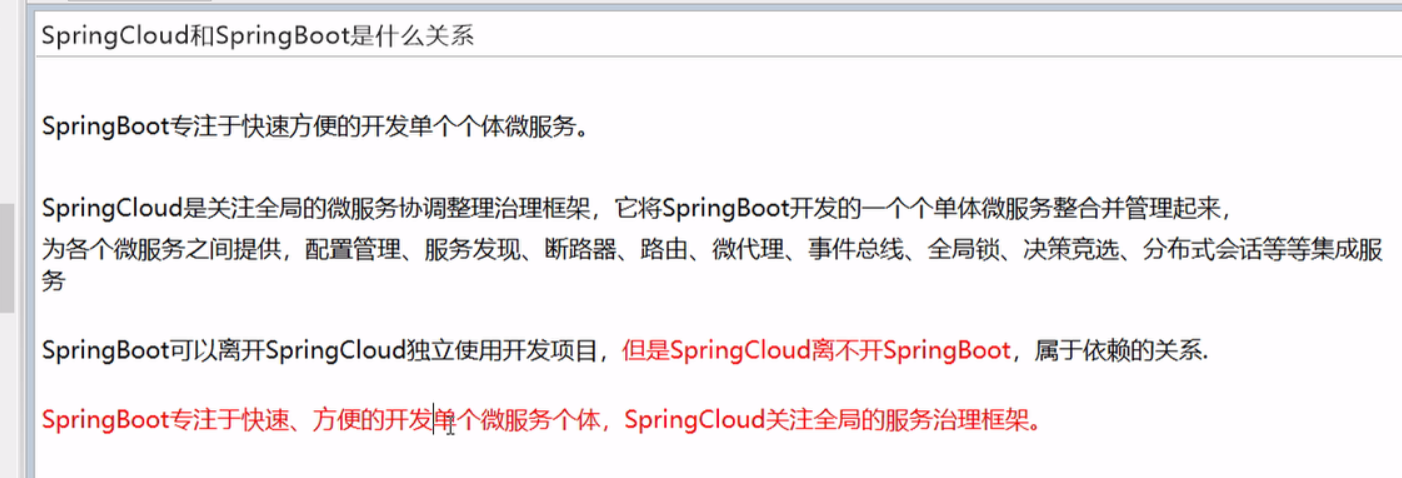 SpringCloud和SpringBoot是什么关系
SpringBoot专注于快速方便的开发单个个体微服务。
SpringCloud是关注全局的微服务协调整理治理框架，它将SpringBoot开发的一个个单体微服务整合并管理起来，
为各个微服务之间提供，配置管理、服务发现、断路器、路由、微代理、事件总线、全局锁、决策竞选、分布式会话等等集成服
务
SpringBoot可以离开SpringCloud独立使用开发项目，但是SpringCloud离不开SpringBoot，属于依赖的关系.
SpringBoot专注于快速、方便的开发单个微服务个体，SpringCloud关注全局的服务治理框架。